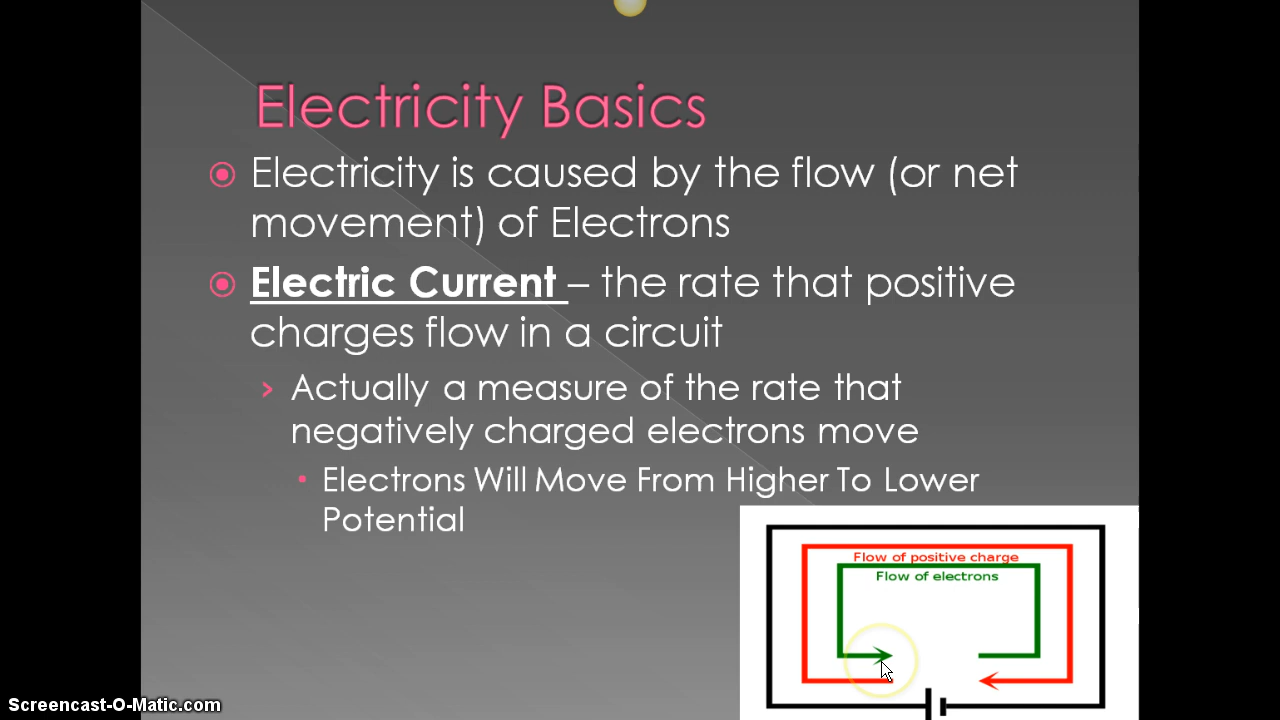 Electricity Basics
Electricity is caused by the flow (or net
movement) of Electrons
Electric Current – the rate that positive
charges flow in a circuit
Actually a measure of the rate that
negatively charged electrons move
Electrons Will Move From Higher To Lower
Potential
Flow of positive charge
Flow of electrons
Screencast-O-Matic.com